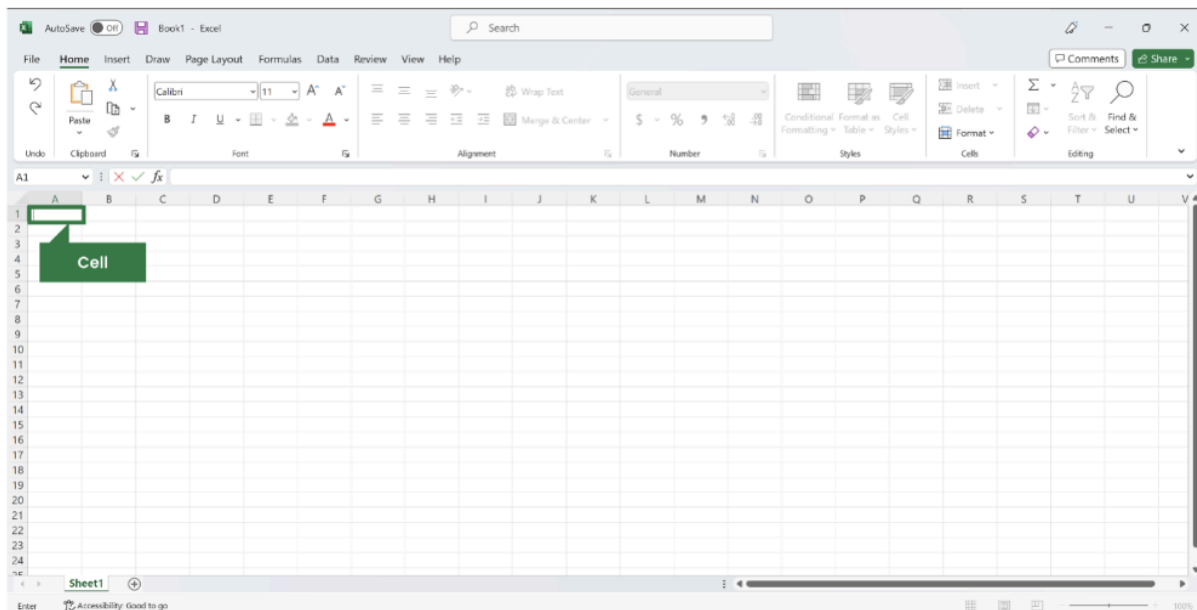 AutoSave Off Book1 - Excel Search
File Home Insert Draw Page Layout Formulas Data Review View Help Comments Share
Calibri 11 A^ A˅ Wrap Text General Insert Σ
Paste B I U A Merge & Center $ % 9 Conditional Formatting Format as Table Cell Styles Delete Format Sort & Filter Find & Select
Undo Clipboard Font Alignment Number Styles Cells Editing
A1 fx
A B C D E F G H I J K L M N O P Q R S T U V
1
2
3
4
Cell
5
6
7
8
9
10
11
12
13
14
15
16
17
18
19
20
21
22
23
24
Sheet1
Enter Accessibility: Good to go 100%